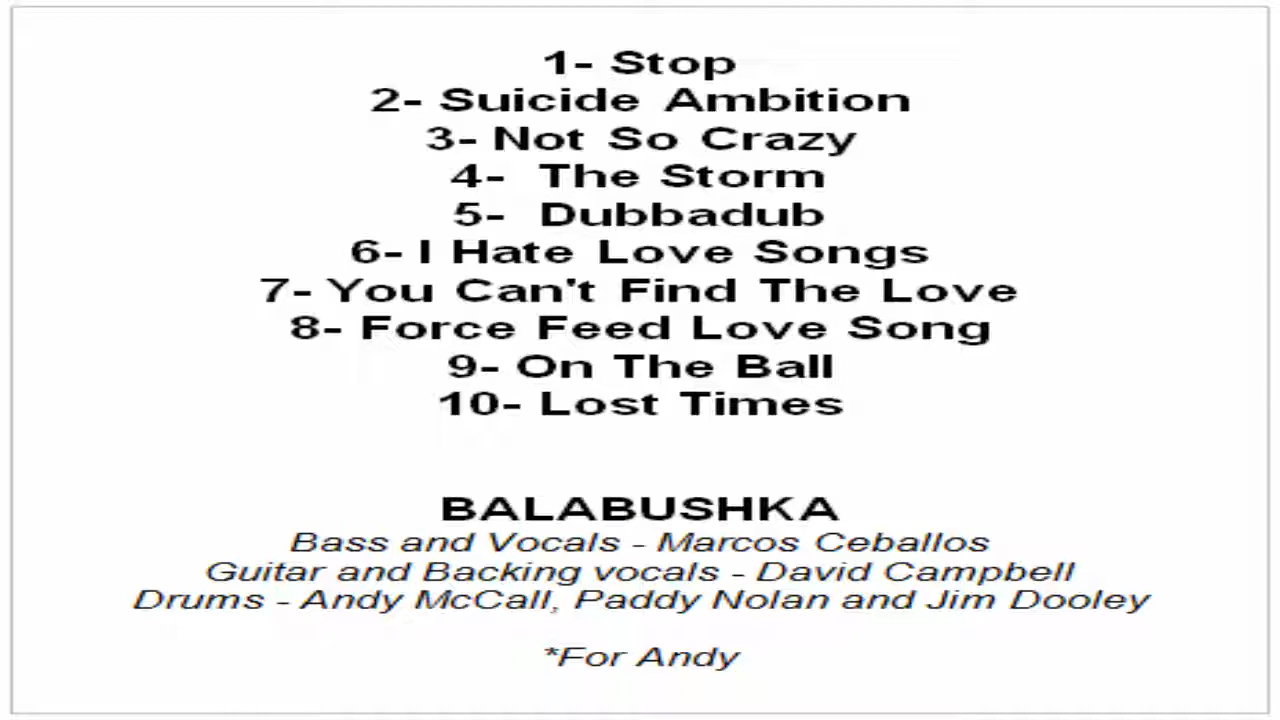 1- Stop
2- Suicide Ambition
3- Not So Crazy
4- The Storm
5- Dubbadub
6- I Hate Love Songs
7- You Can't Find The Love
8- Force Feed Love Song
9- On The Ball
10- Lost Times
BALABUSHKA
Bass and Vocals - Marcos Ceballos
Guitar and Backing vocals - David Campbell
Drums - Andy McCall, Paddy Nolan and Jim Dooley
*For Andy